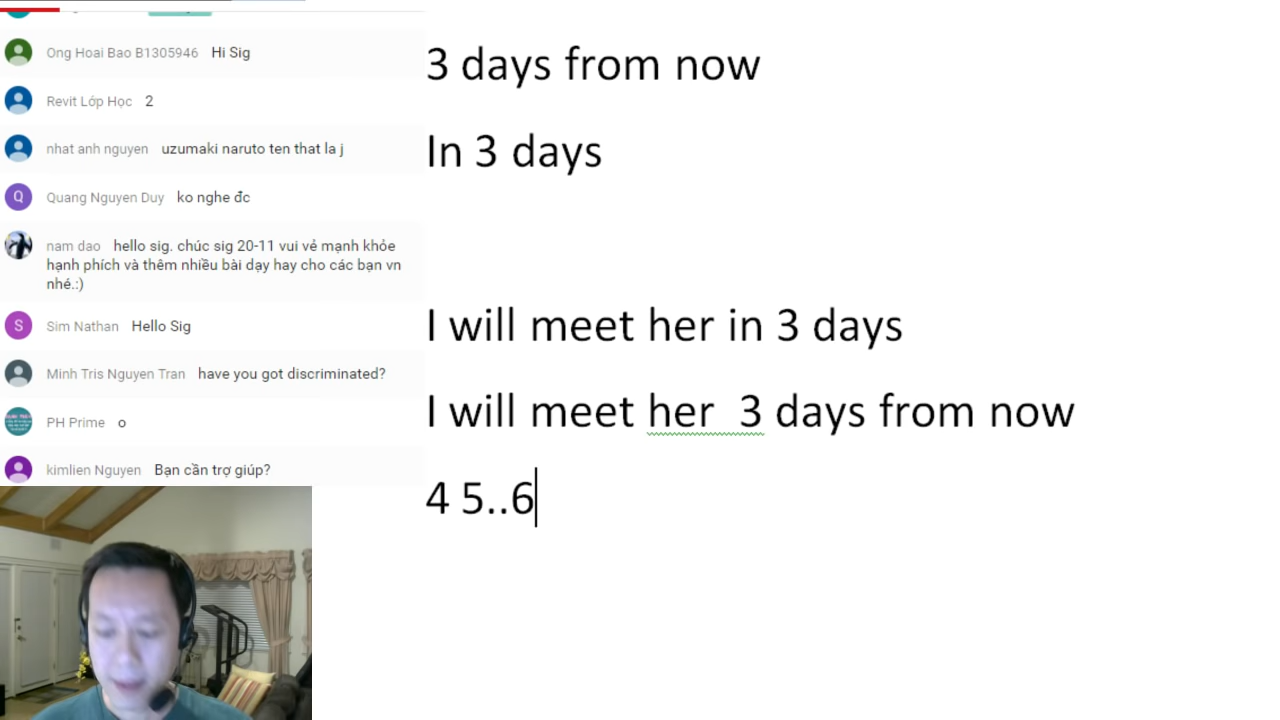 Ong Hoai Bao B1305946 Hi Sig
Revit Lớp Học 2
nhat anh nguyen uzumaki naruto ten that la j
Q
Quang Nguyen Duy ko nghe đc
nam dao hello sig. chúc sig 20-11 vui vẻ mạnh khỏe
hạnh phích và thêm nhiều bài dạy hay cho các bạn vn
nhé.:)
S
Sim Nathan Hello Sig
Minh Tris Nguyen Tran have you got discriminated?
PH Prime o
kimlien Nguyen Bạn cần trợ giúp?
3 days from now
In 3 days
I will meet her in 3 days
I will meet her 3 days from now
4 5..6